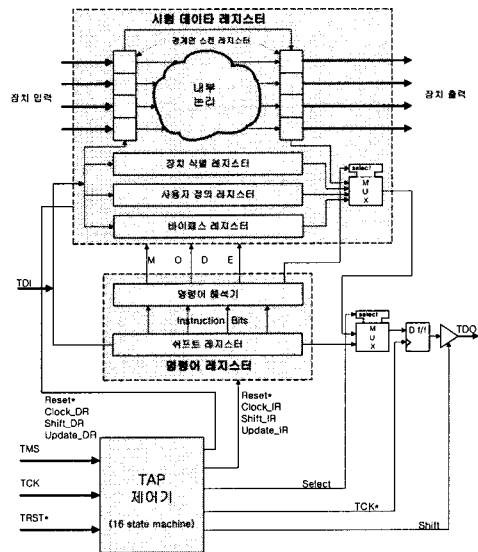 시험 데이타 레지스터
경계면 스캔 레지스터
내부
논리
장치 입력
장치 출력
장치 식별 레지스터
사용자 정의 레지스터
바이패스 레지스터
select
M
U
X
M O D E
TDI
명령어 해석기
Instruction Bits
쉬프트 레지스터
명령어 레지스터
select
M
U
X
D f/f
TDO
Reset*
Clock_DR
Shift_DR
Update_DR
Reset*
Clock_IR
Shift_IR
Update_IR
TMS
TCK
TRST*
TAP
제어기
(16 state machine)
Select
TCK*
Shift